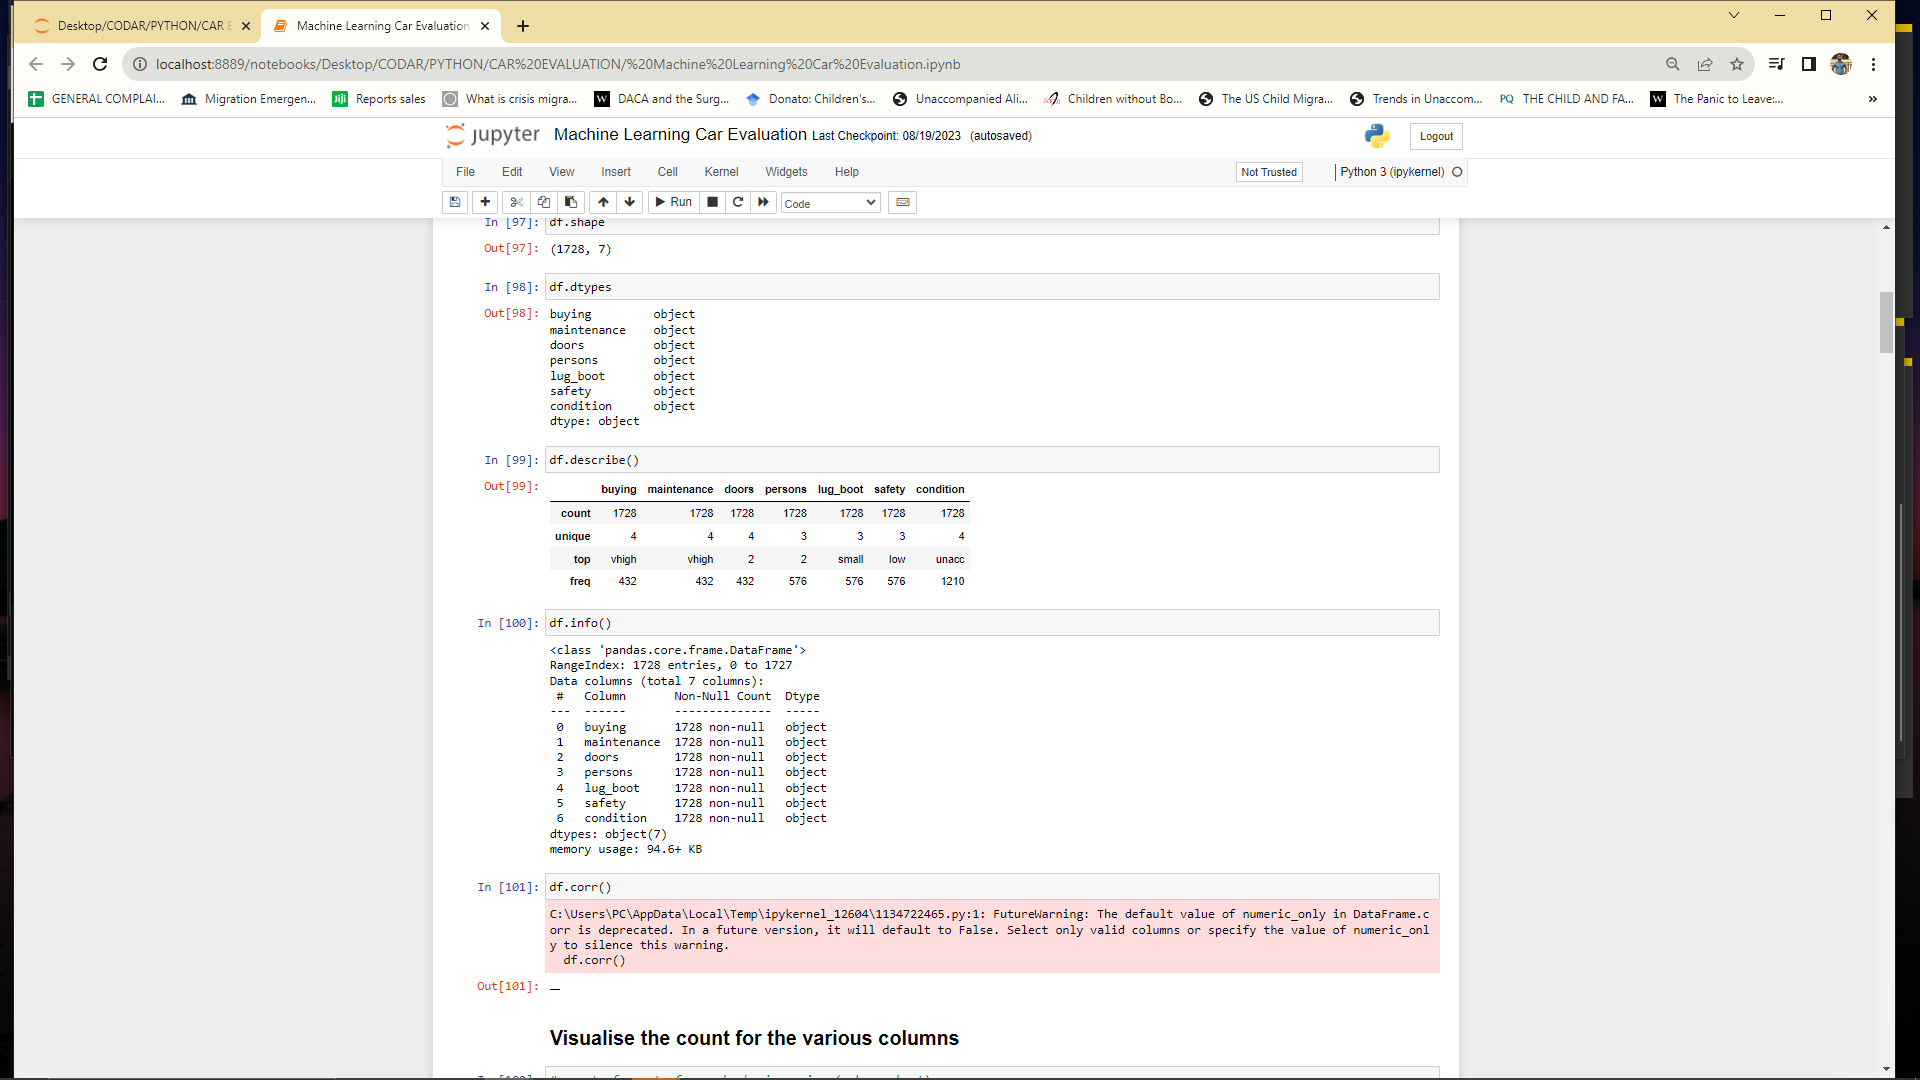 Desktop/CODAR/PYTHON/CAR E
Machine Learning Car Evaluation
localhost:8889/notebooks/Desktop/CODAR/PYTHON/CAR%20EVALUATION/%20Machine%20Learning%20Car%20Evaluation.ipynb
GENERAL COMPLAI... Migration Emergen... Jiji Reports sales What is crisis migra... W DACA and the Surg... Donato: Children's... Unaccompanied Ali... Children without Bo... The US Child Migra... Trends in Unaccom... PQ THE CHILD AND FA... W The Panic to Leave:... »
jupyter Machine Learning Car Evaluation Last Checkpoint: 08/19/2023 (autosaved) Logout
File Edit View Insert Cell Kernel Widgets Help Not Trusted Python 3 (ipykernel)
Run Code
In [97]: df.shape
Out[97]: (1728, 7)
In [98]: df.dtypes
Out[98]: buying object
maintenance object
doors object
persons object
lug_boot object
safety object
condition object
dtype: object
In [99]: df.describe()
Out[99]: buying maintenance doors persons lug_boot safety condition
count 1728 1728 1728 1728 1728 1728 1728
unique 4 4 4 3 3 3 4
top vhigh vhigh 2 2 small low unacc
freq 432 432 432 576 576 576 1210
In [100]: df.info()
<class 'pandas.core.frame.DataFrame'>
RangeIndex: 1728 entries, 0 to 1727
Data columns (total 7 columns):
# Column Non-Null Count Dtype
--- ------ -------------- -----
0 buying 1728 non-null object
1 maintenance 1728 non-null object
2 doors 1728 non-null object
3 persons 1728 non-null object
4 lug_boot 1728 non-null object
5 safety 1728 non-null object
6 condition 1728 non-null object
dtypes: object(7)
memory usage: 94.6+ KB
In [101]: df.corr()
C:\Users\PC\AppData\Local\Temp\ipykernel_12604\1134722465.py:1: FutureWarning: The default value of numeric_only in DataFrame.c
orr is deprecated. In a future version, it will default to False. Select only valid columns or specify the value of numeric_onl
y to silence this warning.
df.corr()
Out[101]:
Visualise the count for the various columns